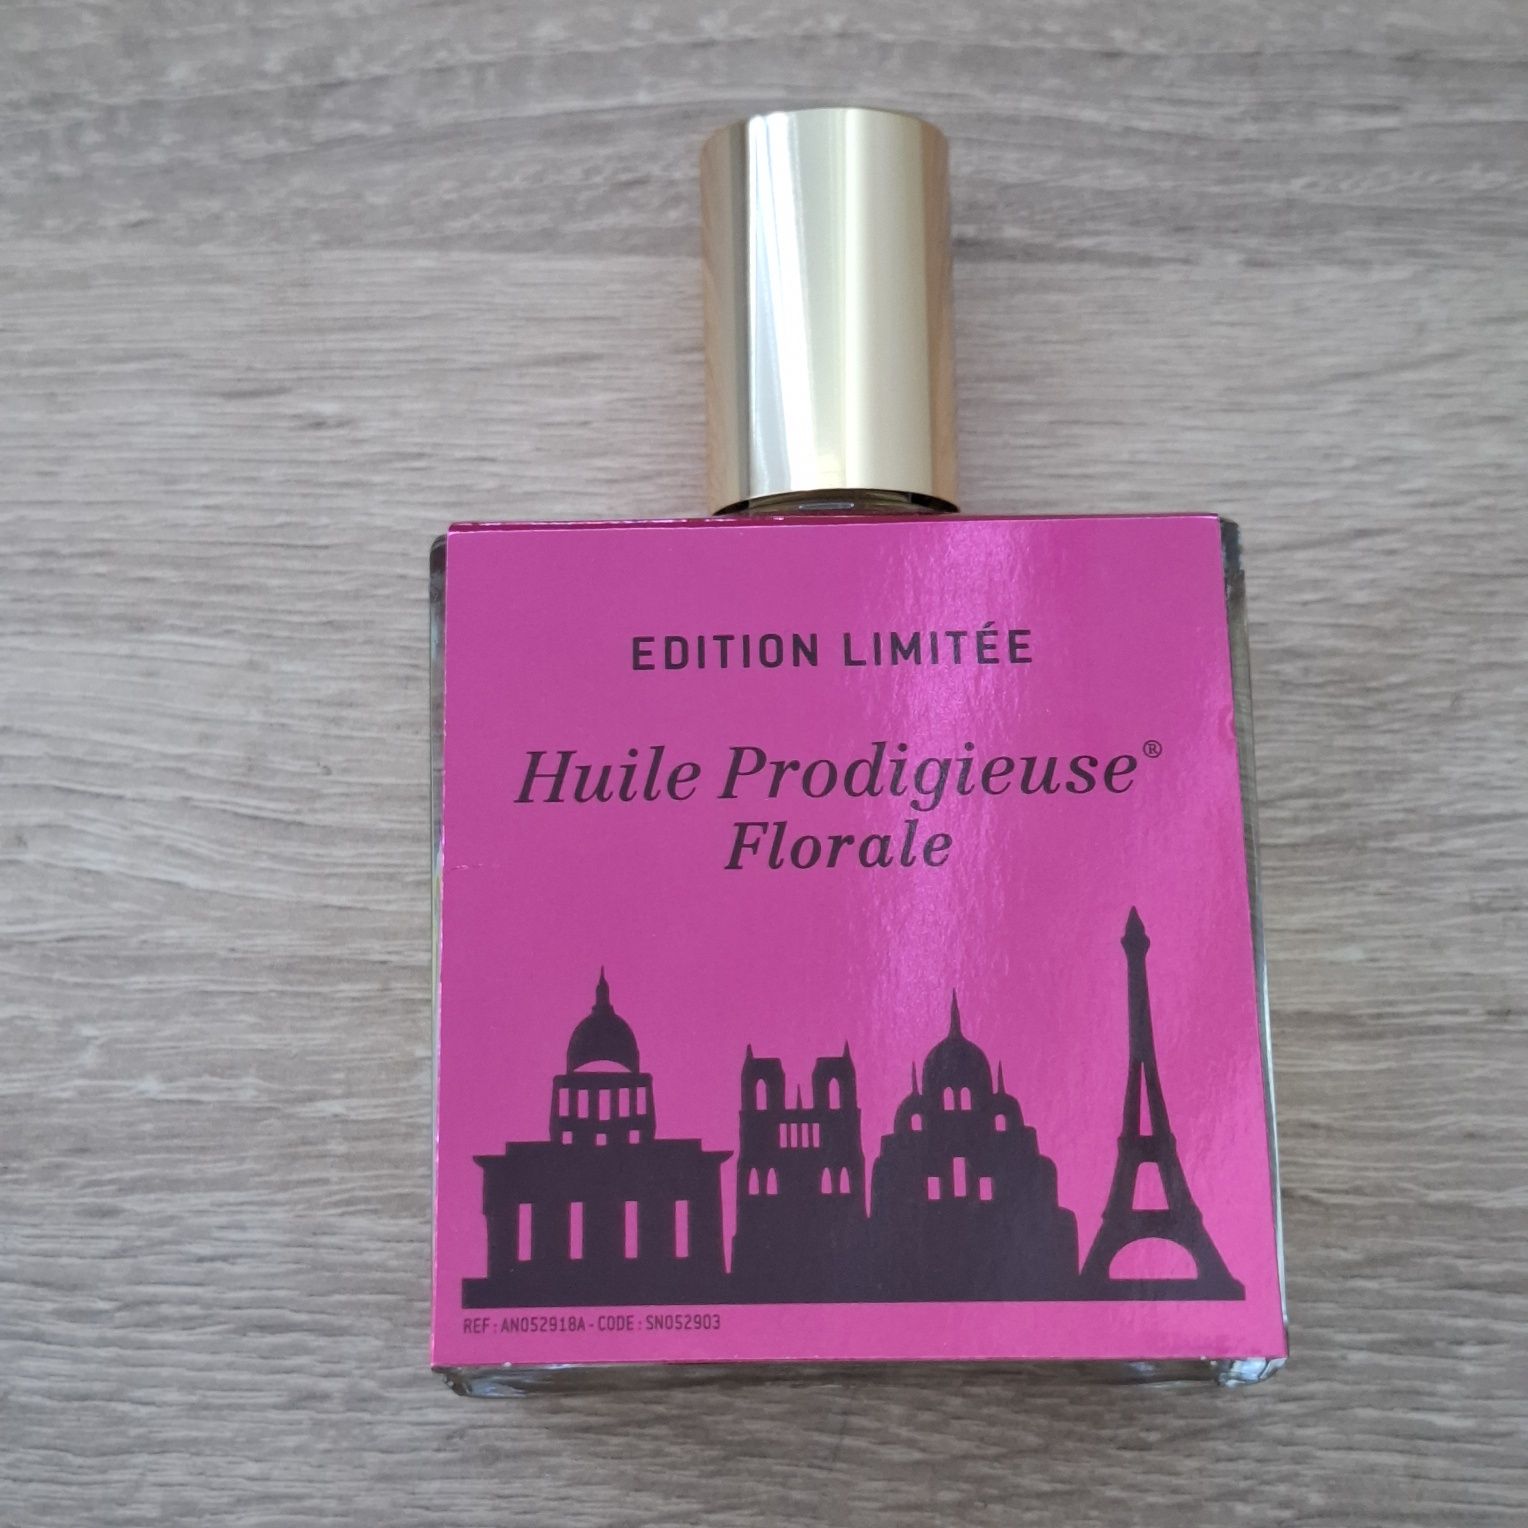 EDITION LIMITÉE
Huile Prodigieuse®
Florale
REF : AN052918A - CODE : SN052903